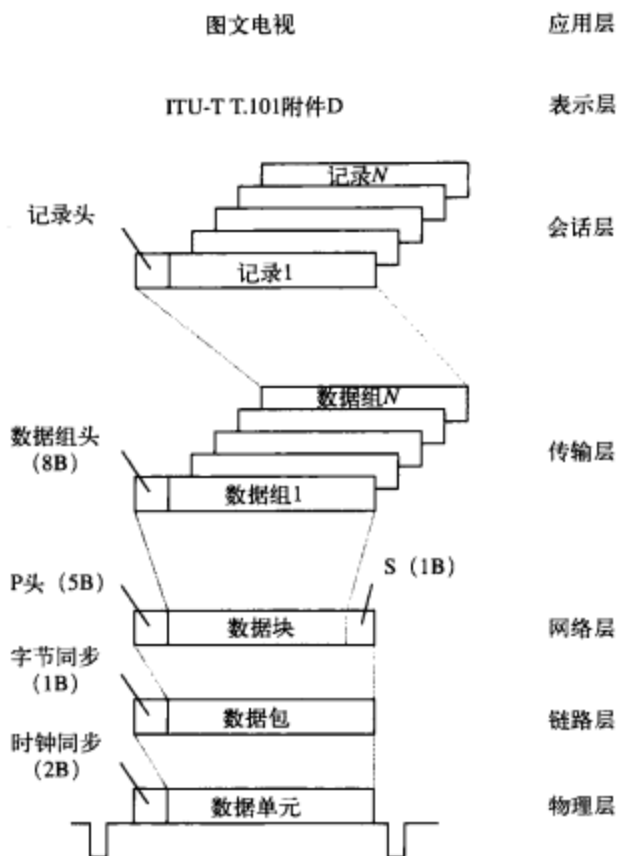 图文电视 应用层
ITU-T T.101附件D 表示层
记录N
记录头 会话层
记录1
数据组N
数据组头
(8B) 传输层
数据组1
S（1B）
P头（5B）
数据块 网络层
字节同步
(1B)
数据包 链路层
时钟同步
(2B)
数据单元 物理层